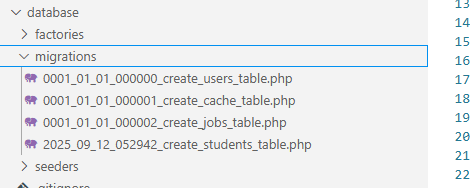 database
factories
migrations
0001_01_01_000000_create_users_table.php
0001_01_01_000001_create_cache_table.php
0001_01_01_000002_create_jobs_table.php
2025_09_12_052942_create_students_table.php
seeders
.gitignore
13
14
15
16
17
18
19
20
21
22